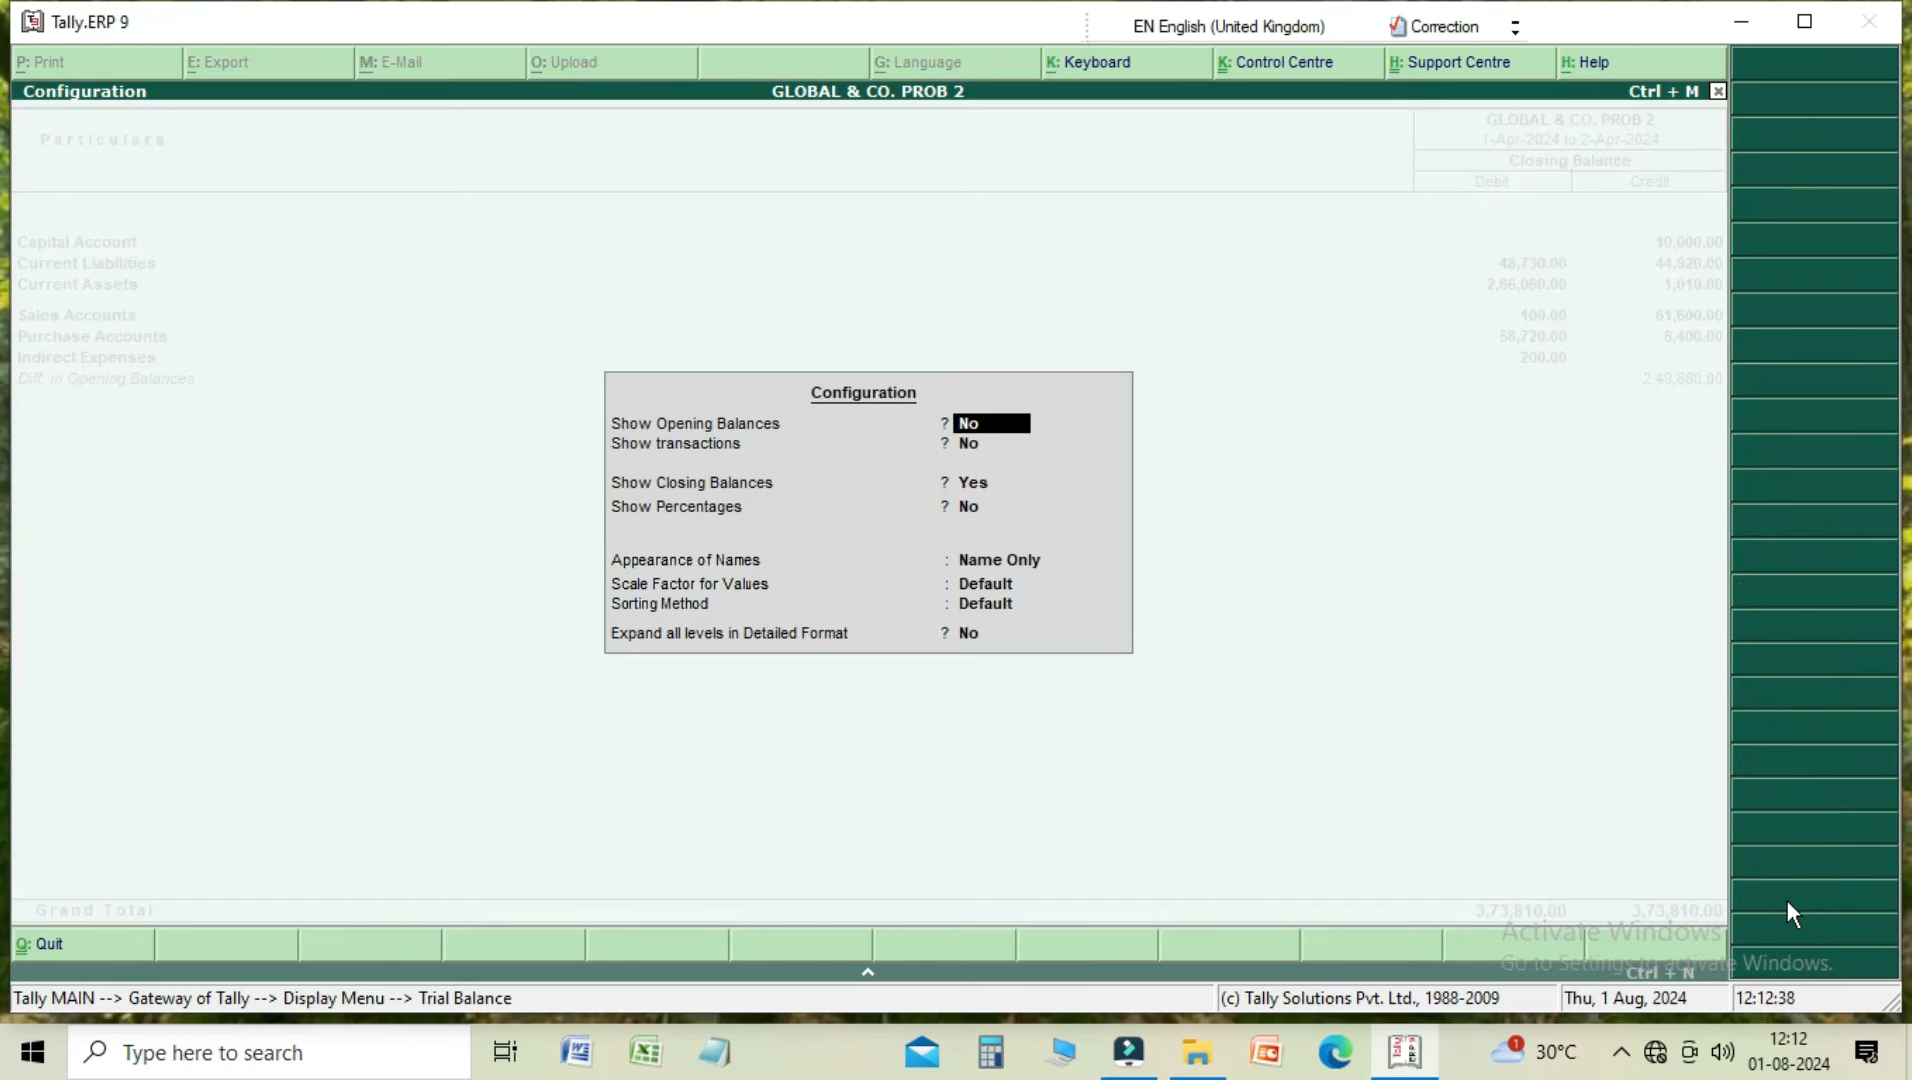 Tally.ERP 9
EN English (United Kingdom) Correction
P: Print E: Export M: E-Mail O: Upload G: Language K: Keyboard K: Control Centre H: Support Centre H: Help
Configuration GLOBAL & CO. PROB 2 Ctrl + M
Particulars
GLOBAL & CO. PROB 2
1-Apr-2024 to 2-Apr-2024
Closing Balance
Debit Credit
Capital Account 10,000.00
Current Liabilities 48,730.00 44,920.00
Current Assets 2,66,060.00 1,010.00
Sales Accounts 100.00 61,600.00
Purchase Accounts 58,720.00 6,400.00
Indirect Expenses 200.00
Diff. in Opening Balances 2,49,880.00
Configuration
Show Opening Balances ? No
Show transactions ? No
Show Closing Balances ? Yes
Show Percentages ? No
Appearance of Names : Name Only
Scale Factor for Values : Default
Sorting Method : Default
Expand all levels in Detailed Format ? No
Grand Total 3,73,810.00 3,73,810.00
Activate Windows
Go to Settings to activate Windows.
Q: Quit
Ctrl + N
Tally MAIN --> Gateway of Tally --> Display Menu --> Trial Balance (c) Tally Solutions Pvt. Ltd., 1988-2009 Thu, 1 Aug, 2024 12:12:38
Type here to search
1 30°C 12:12
01-08-2024